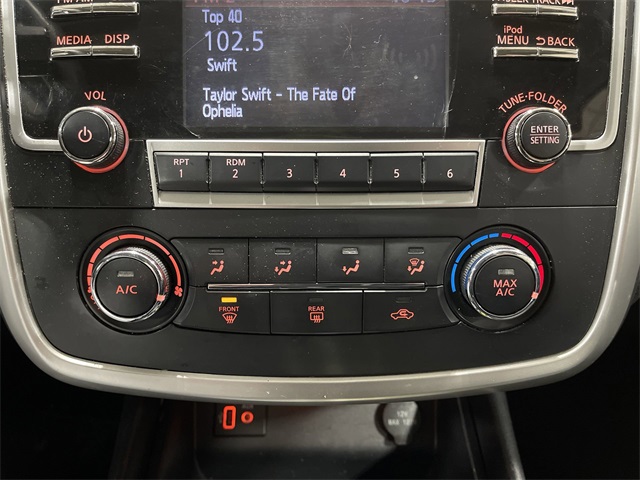 Top 40
102.5
Swift
Taylor Swift - The Fate Of
Ophelia
MEDIA DISP
iPod
MENU BACK
VOL
TUNE·FOLDER
ENTER
SETTING
RPT
1
RDM
2
3
4
5
6
A/C
MAX
A/C
FRONT
REAR
12V